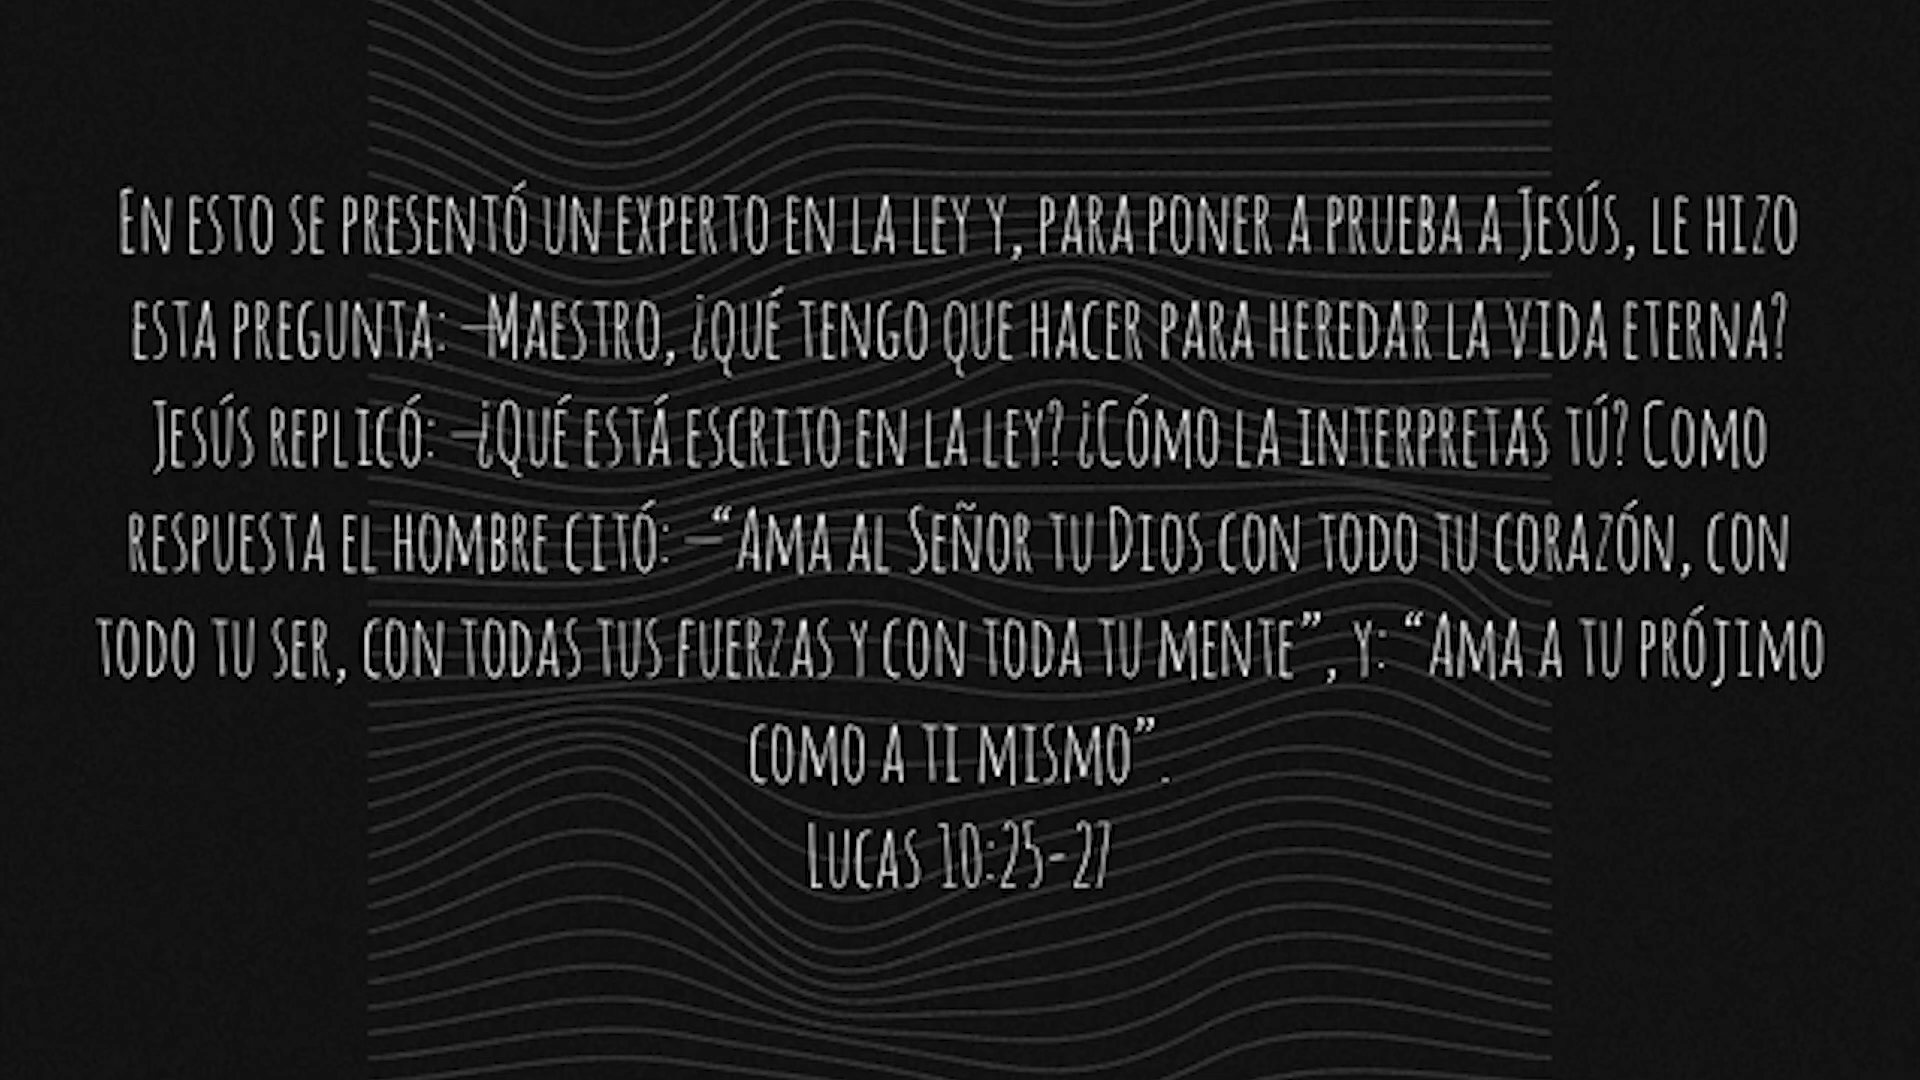 En esto se presentó un experto en la ley y, para poner a prueba a Jesús, le hizo
esta pregunta: —Maestro, ¿qué tengo que hacer para heredar la vida eterna?
Jesús replicó: —¿Qué está escrito en la ley? ¿Cómo la interpretas tú? Como
respuesta el hombre citó: —“Ama al Señor tu Dios con todo tu corazón, con
todo tu ser, con todas tus fuerzas y con toda tu mente”, y: “Ama a tu prójimo
como a ti mismo”.
Lucas 10:25-27